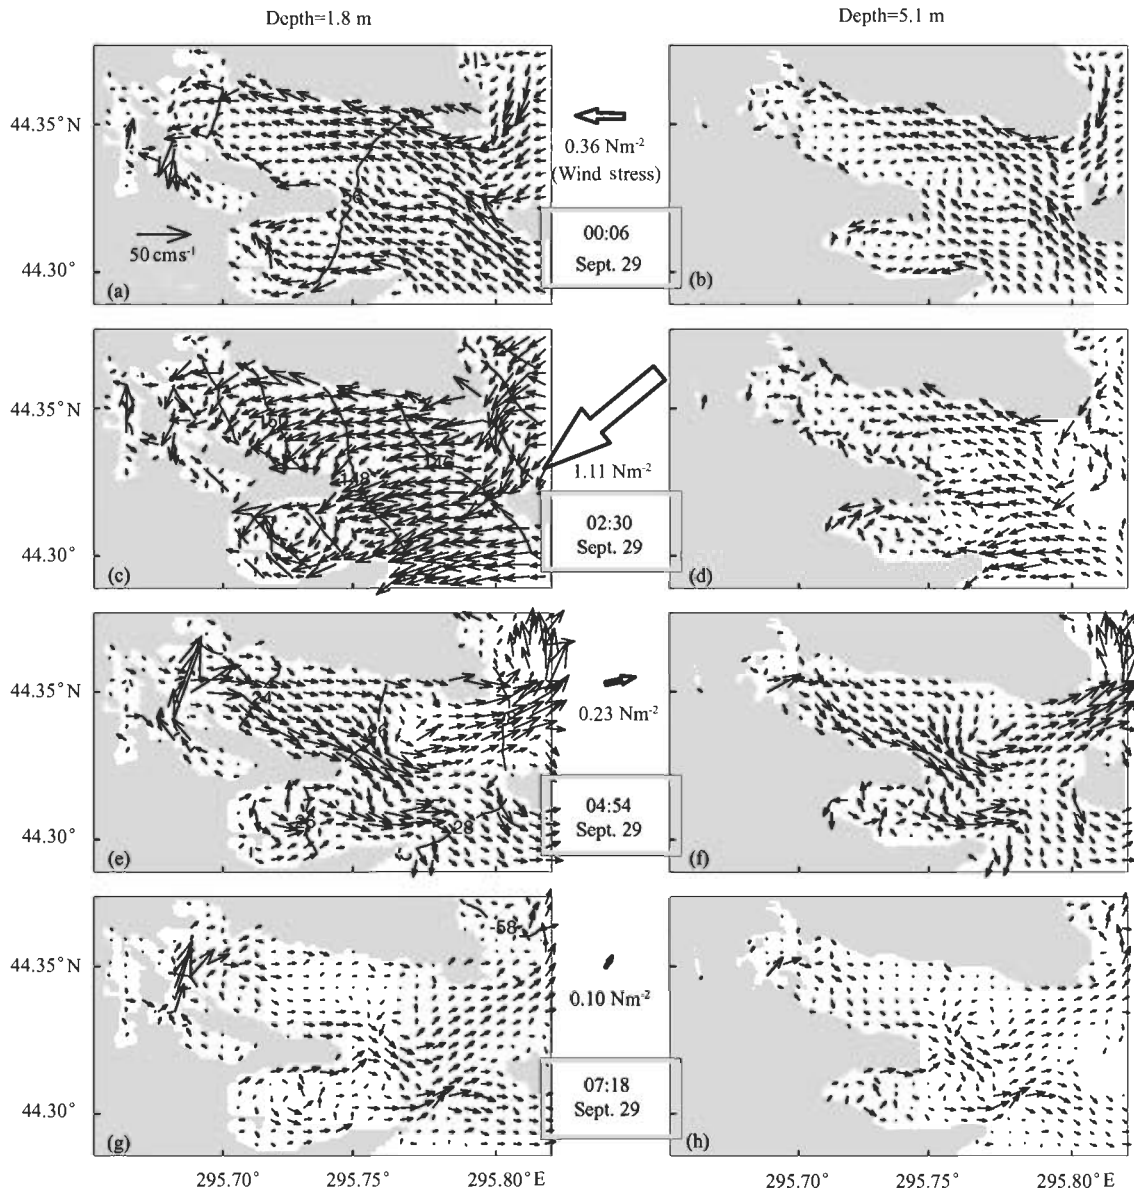 Depth=1.8 m
Depth=5.1 m
44.35°N
0.36 Nm-2
(Wind stress)
50 cms-1
00:06
Sept. 29
44.30°
(a)
(b)
44.35°N
1.11 Nm-2
02:30
Sept. 29
44.30°
(c)
(d)
44.35°N
0.23 Nm-2
04:54
Sept. 29
28
44.30°
(e)
(f)
-58
44.35°N
0.10 Nm-2
07:18
Sept. 29
44.30°
(g)
(h)
295.70° 295.75° 295.80°E
295.70° 295.75° 295.80°E